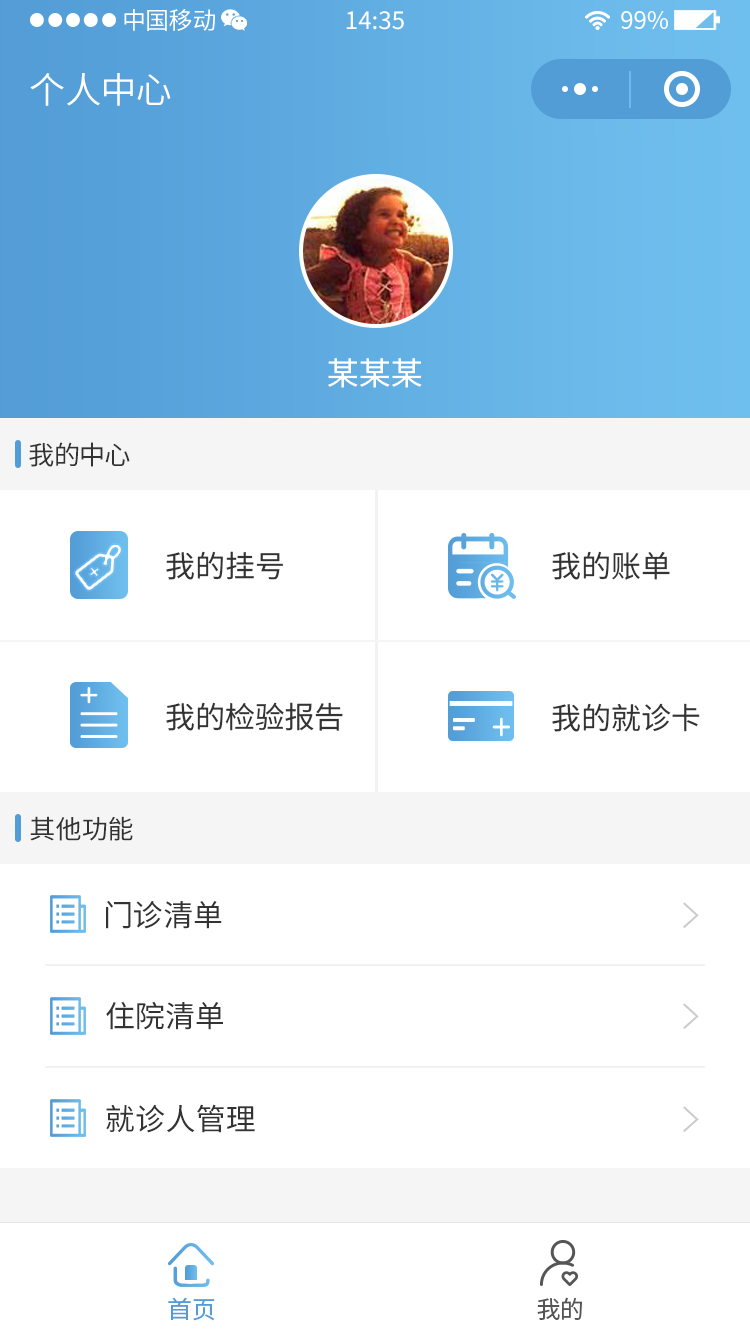 中国移动 14:35 99%
个人中心
某某某
我的中心
我的挂号 我的账单
我的检验报告 我的就诊卡
其他功能
门诊清单
住院清单
就诊人管理
首页 我的